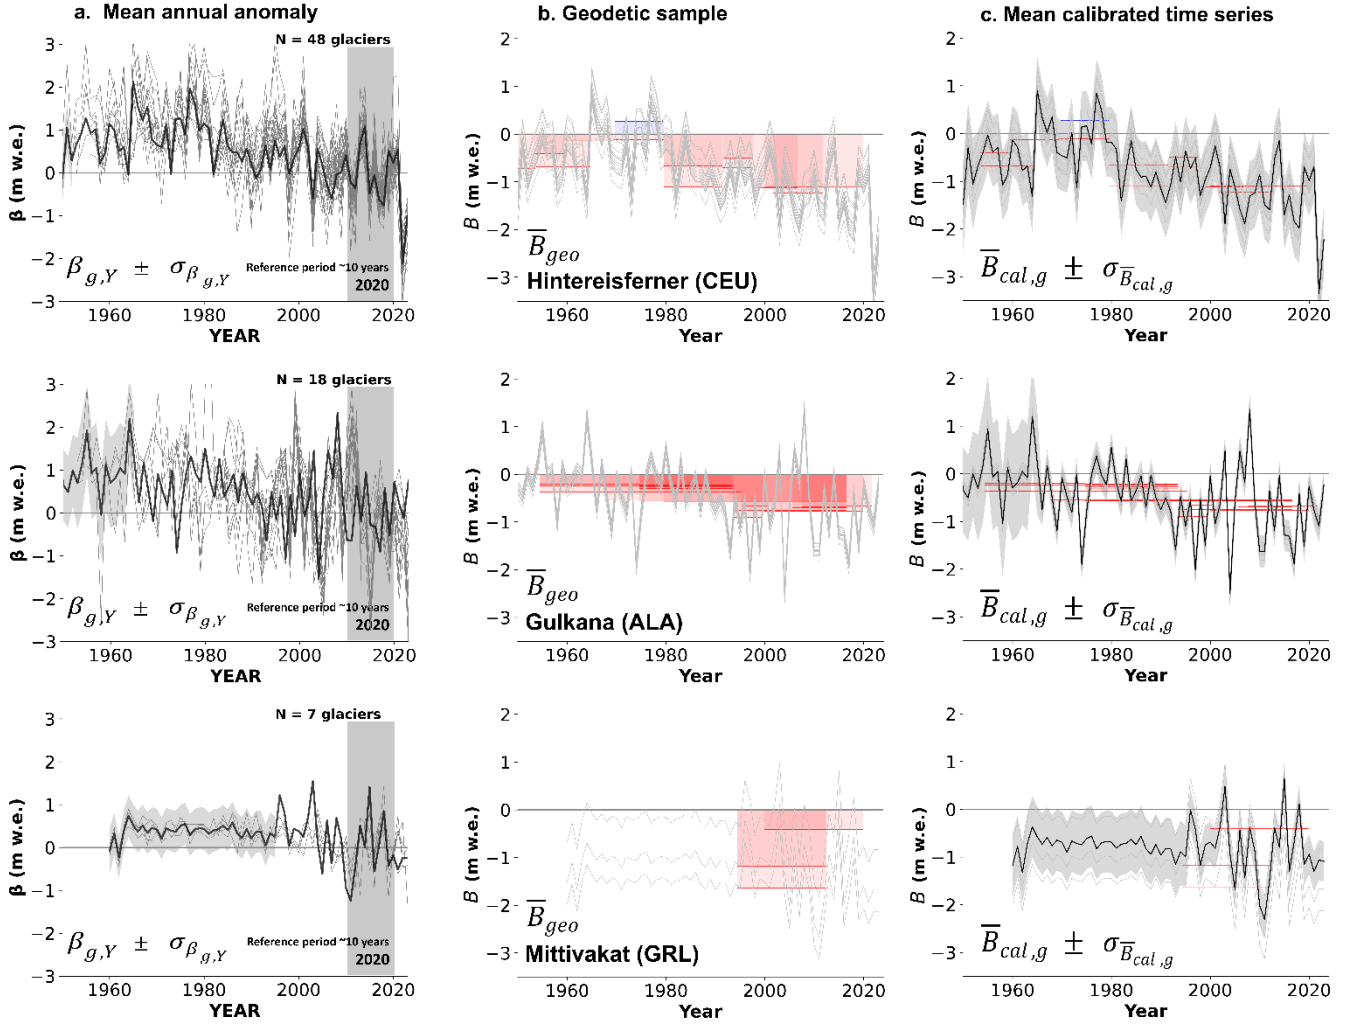 a. Mean annual anomaly
b. Geodetic sample
c. Mean calibrated time series
N = 48 glaciers
3
2
1
0
−1
−2
−3
β (m w.e.)
β g,Y ± σ β g,Y
Reference period ~10 years
2020
1960 1980 2000 2020
YEAR
2
1
0
−1
−2
−3
B (m w.e.)
B geo
Hintereisferner (CEU)
1960 1980 2000 2020
Year
2
1
0
−1
−2
−3
B (m w.e.)
B cal,g ± σ B cal,g
1960 1980 2000 2020
Year
N = 18 glaciers
3
2
1
0
−1
−2
−3
β (m w.e.)
β g,Y ± σ β g,Y
Reference period ~10 years
2020
1960 1980 2000 2020
YEAR
2
1
0
−1
−2
−3
B (m w.e.)
B geo
Gulkana (ALA)
1960 1980 2000 2020
Year
2
1
0
−1
−2
−3
B (m w.e.)
B cal,g ± σ B cal,g
1960 1980 2000 2020
Year
N = 7 glaciers
3
2
1
0
−1
−2
−3
β (m w.e.)
β g,Y ± σ β g,Y
Reference period ~10 years
2020
1960 1980 2000 2020
YEAR
2
1
0
−1
−2
−3
B (m w.e.)
B geo
Mittivakat (GRL)
1960 1980 2000 2020
Year
2
1
0
−1
−2
−3
B (m w.e.)
B cal,g ± σ B cal,g
1960 1980 2000 2020
Year